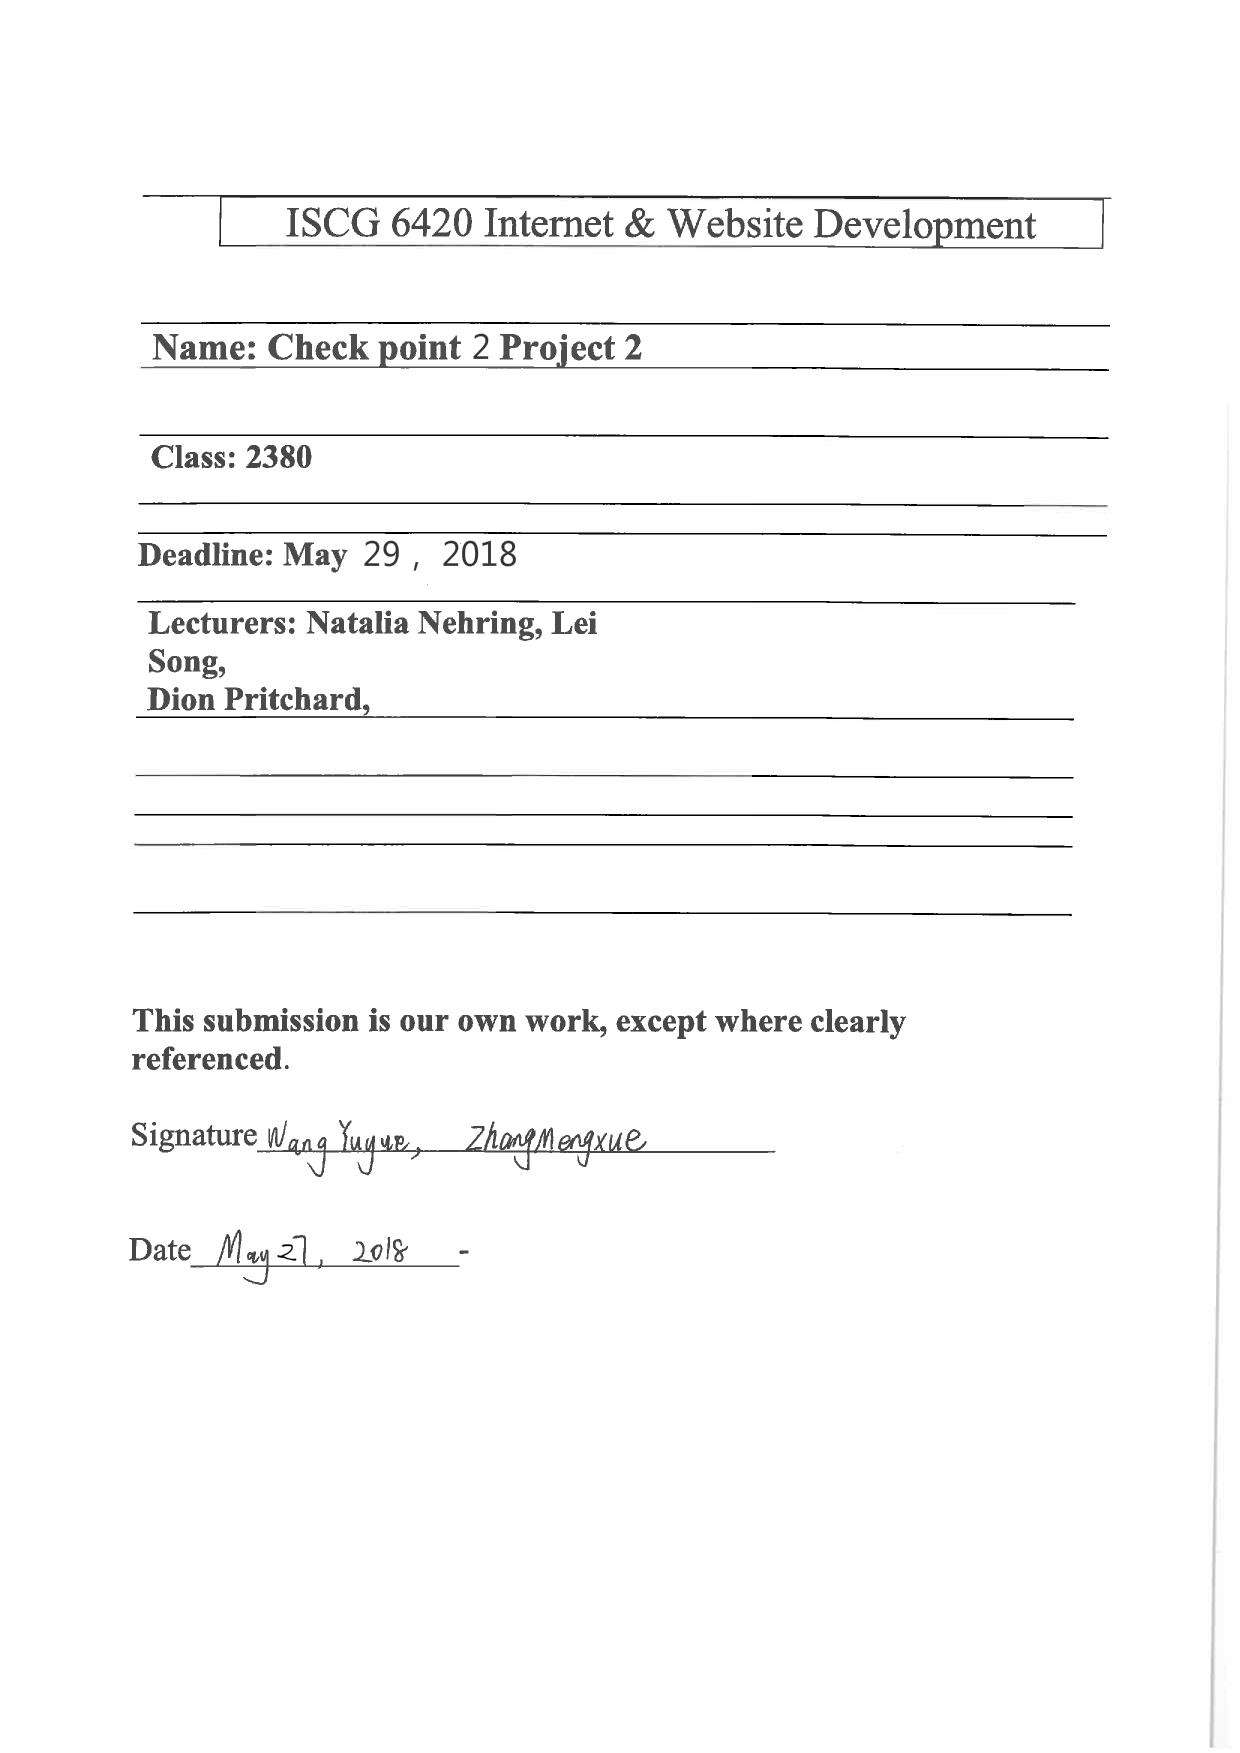 ISCG 6420 Internet & Website Development
Name: Check point 2 Project 2
Class: 2380
Deadline: May 29 , 2018
Lecturers: Natalia Nehring, Lei
Song,
Dion Pritchard,
This submission is our own work, except where clearly
referenced.
Signature Wang Yuyue, ZhangMengxue
Date May 27, 2018 -